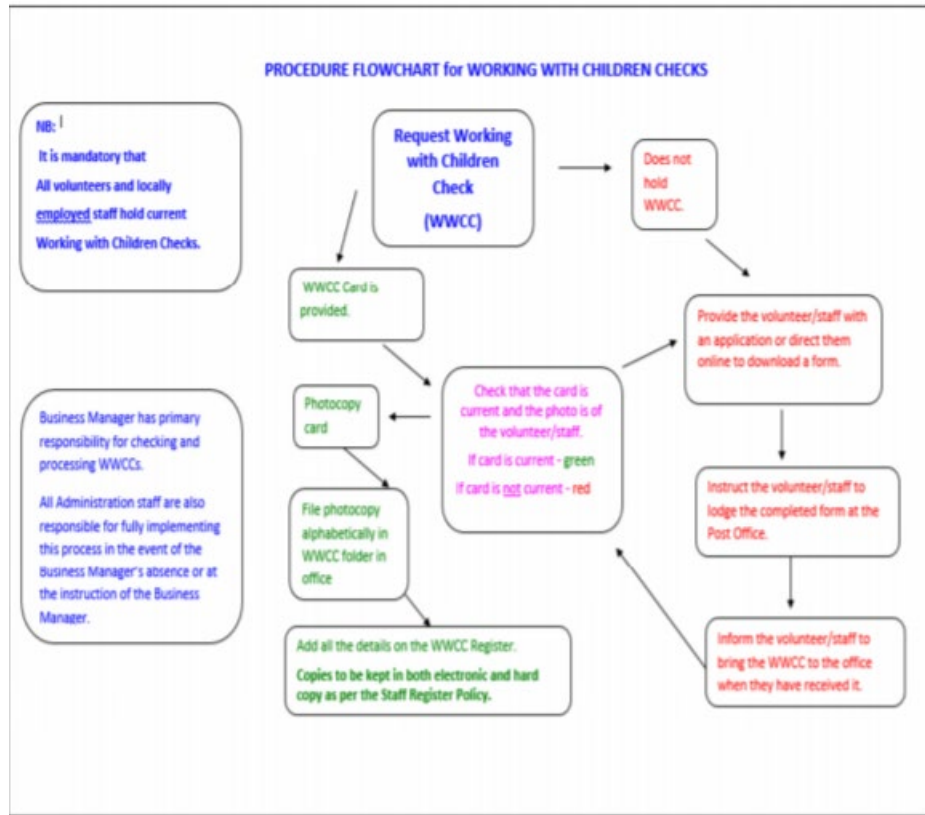 PROCEDURE FLOWCHART for WORKING WITH CHILDREN CHECKS
NB:
It is mandatory that
All volunteers and locally
employed staff hold current
Working with Children Checks.
Request Working
with Children
Check
(WWCC)
Does not
hold
WWCC.
WWCC Card is
provided.
Provide the volunteer/staff with
an application or direct them
online to download a form.
Check that the card is
current and the photo is of
the volunteer/staff.
If card is current - green
If card is not current - red
Photocopy
card
Business Manager has primary
responsibility for checking and
processing WWCCs.
All Administration staff are also
responsible for fully implementing
this process in the event of the
Business Manager's absence or at
the instruction of the Business
Manager.
File photocopy
alphabetically in
WWCC folder in
office
Instruct the volunteer/staff to
lodge the completed form at the
Post Office.
Add all the details on the WWCC Register.
Copies to be kept in both electronic and hard
copy as per the Staff Register Policy.
Inform the volunteer/staff to
bring the WWCC to the office
when they have received it.